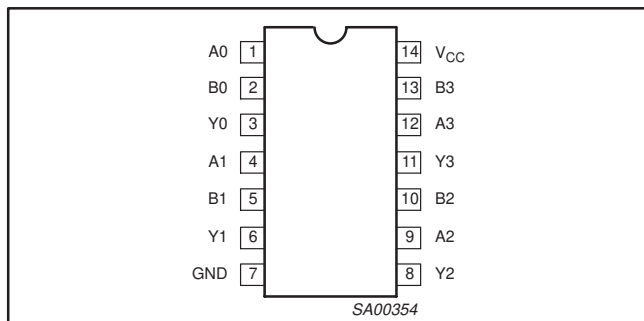 A0 1 14 VCC
B0 2 13 B3
Y0 3 12 A3
A1 4 11 Y3
B1 5 10 B2
Y1 6 9 A2
GND 7 8 Y2
SA00354